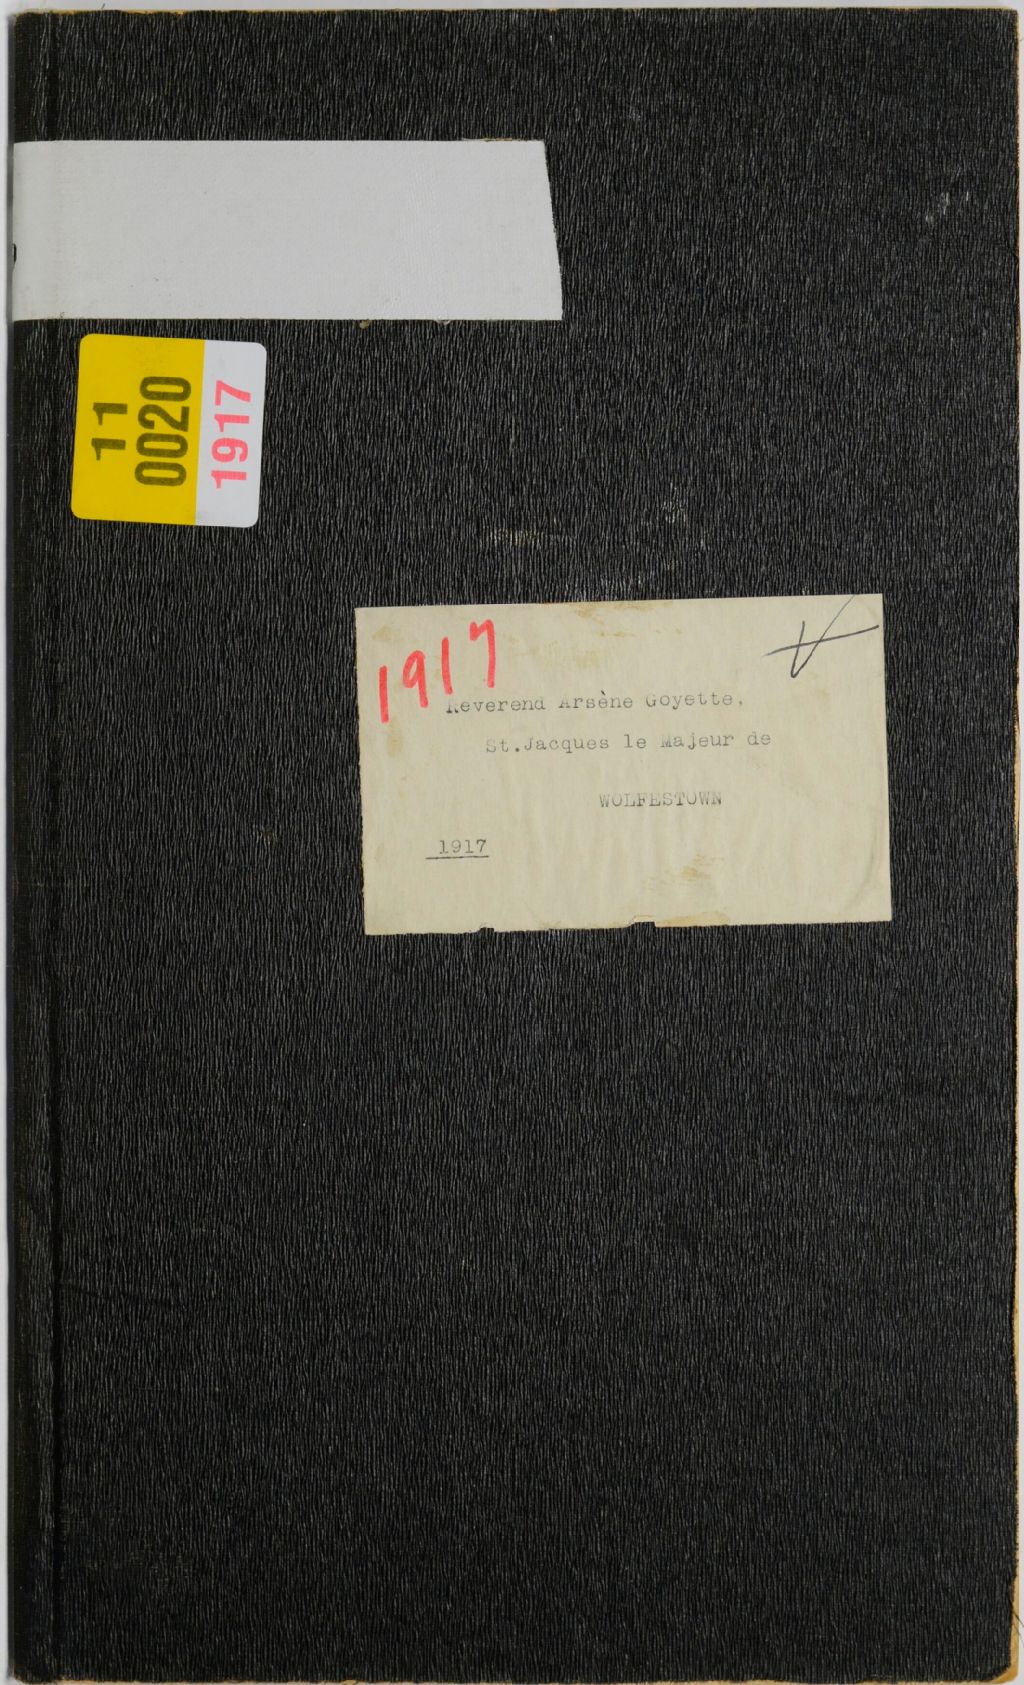 11
0020
1917
1917
Reverend Arsène Goyette,
St.Jacques le Majeur de
WOLFESTOWN
1917